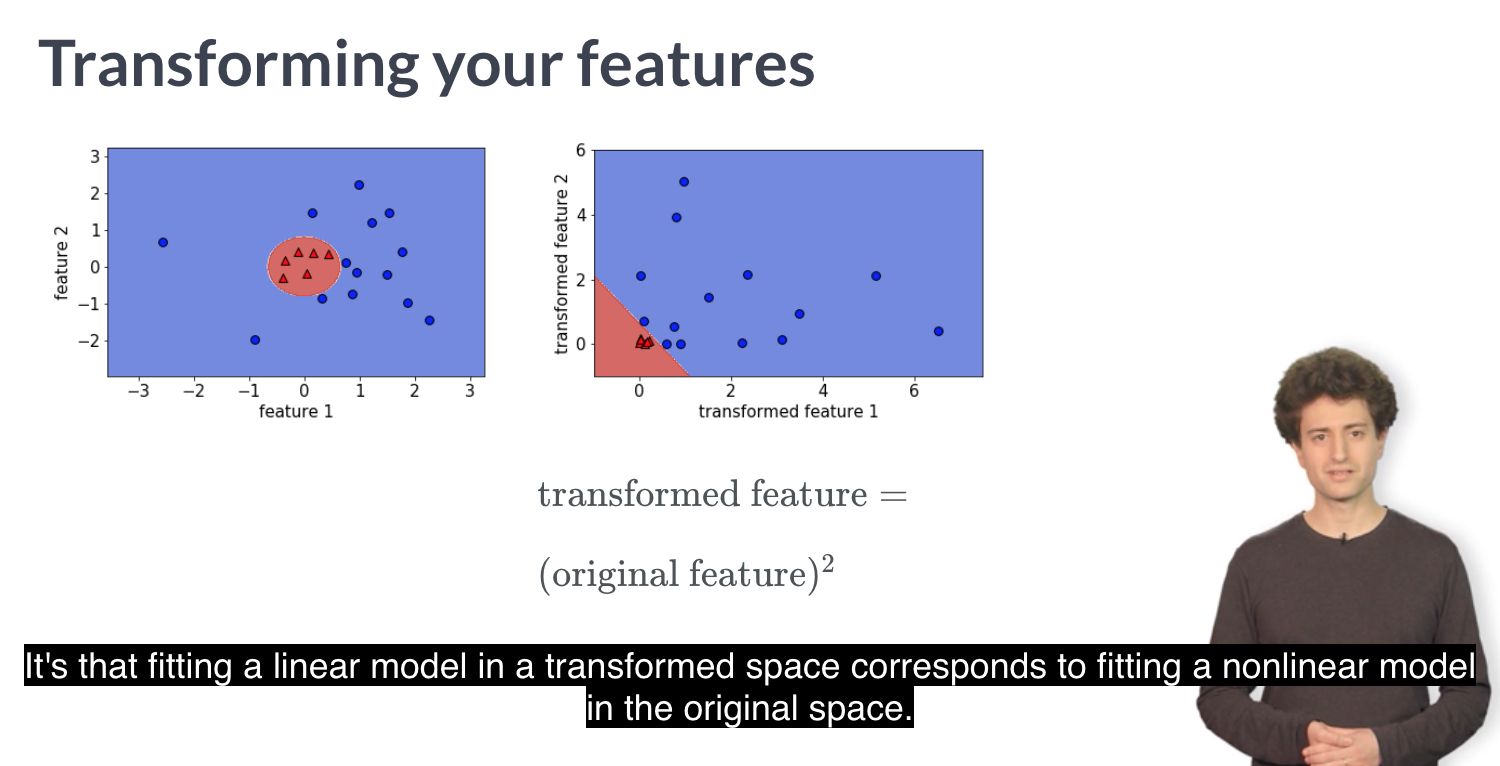 Transforming your features
3
2
1
0
−1
−2
feature 2
−3 −2 −1 0 1 2 3
feature 1
6
4
2
0
transformed feature 2
0 2 4 6
transformed feature 1
transformed feature =
(original feature)²
It's that fitting a linear model in a transformed space corresponds to fitting a nonlinear model
in the original space.